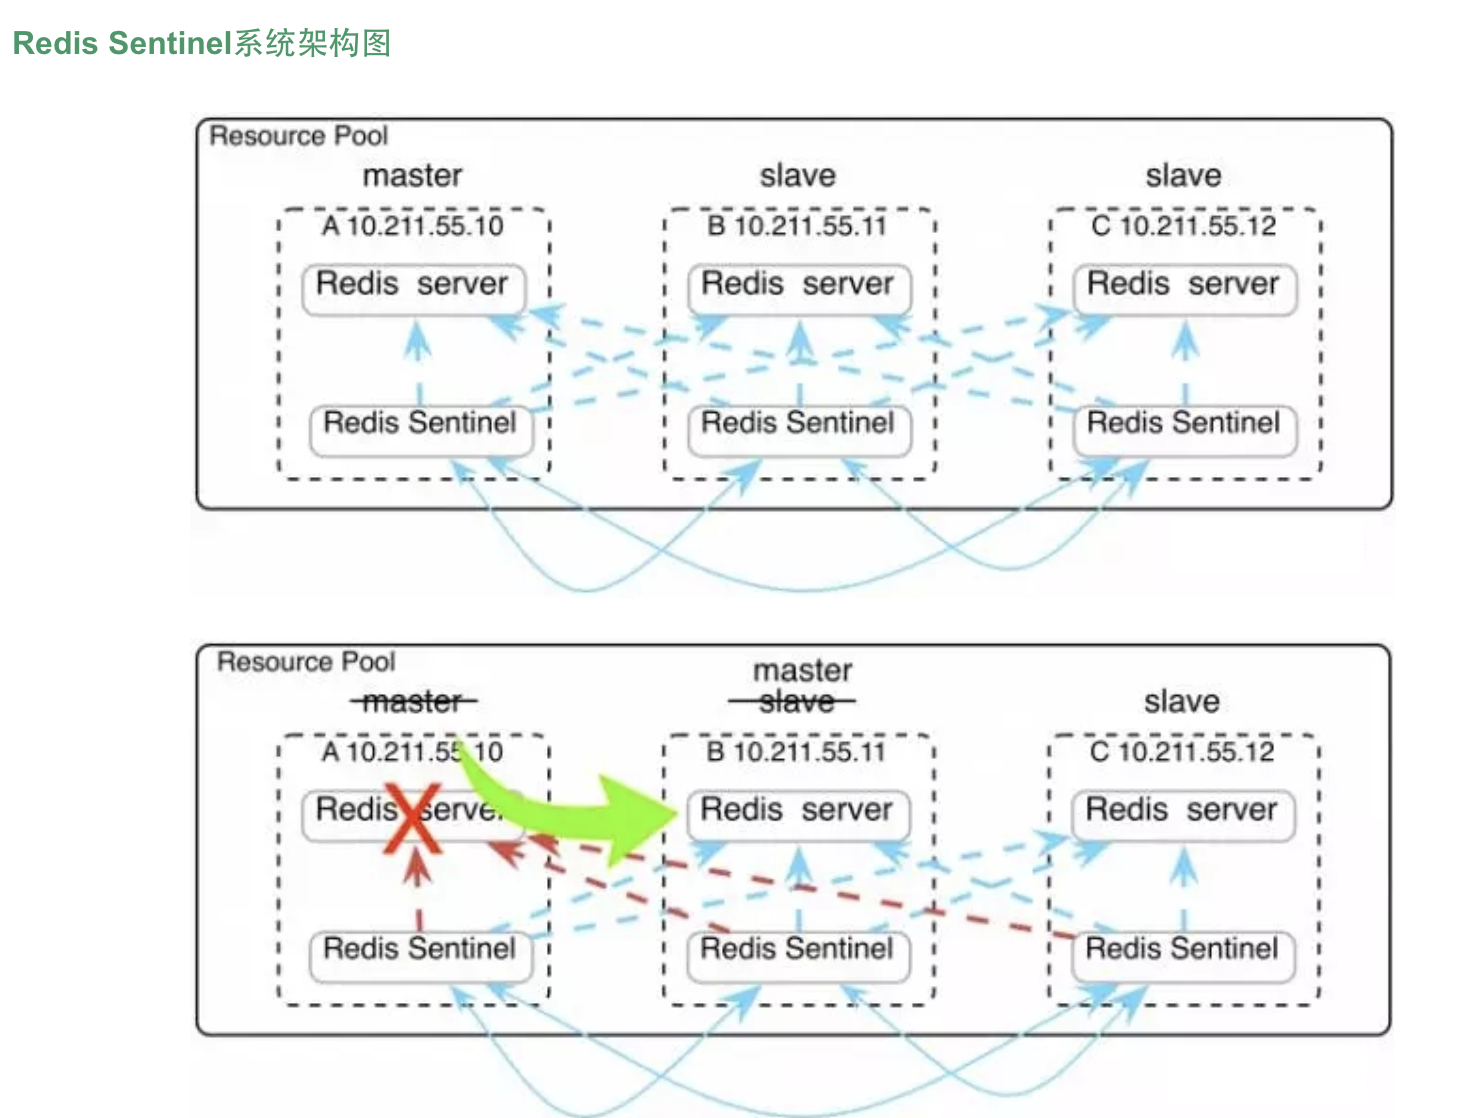 Redis Sentinel系统架构图
Resource Pool
master slave slave
A 10.211.55.10 B 10.211.55.11 C 10.211.55.12
Redis server Redis server Redis server
Redis Sentinel Redis Sentinel Redis Sentinel
Resource Pool
master
master slave slave
A 10.211.55.10 B 10.211.55.11 C 10.211.55.12
Redis server Redis server Redis server
Redis Sentinel Redis Sentinel Redis Sentinel